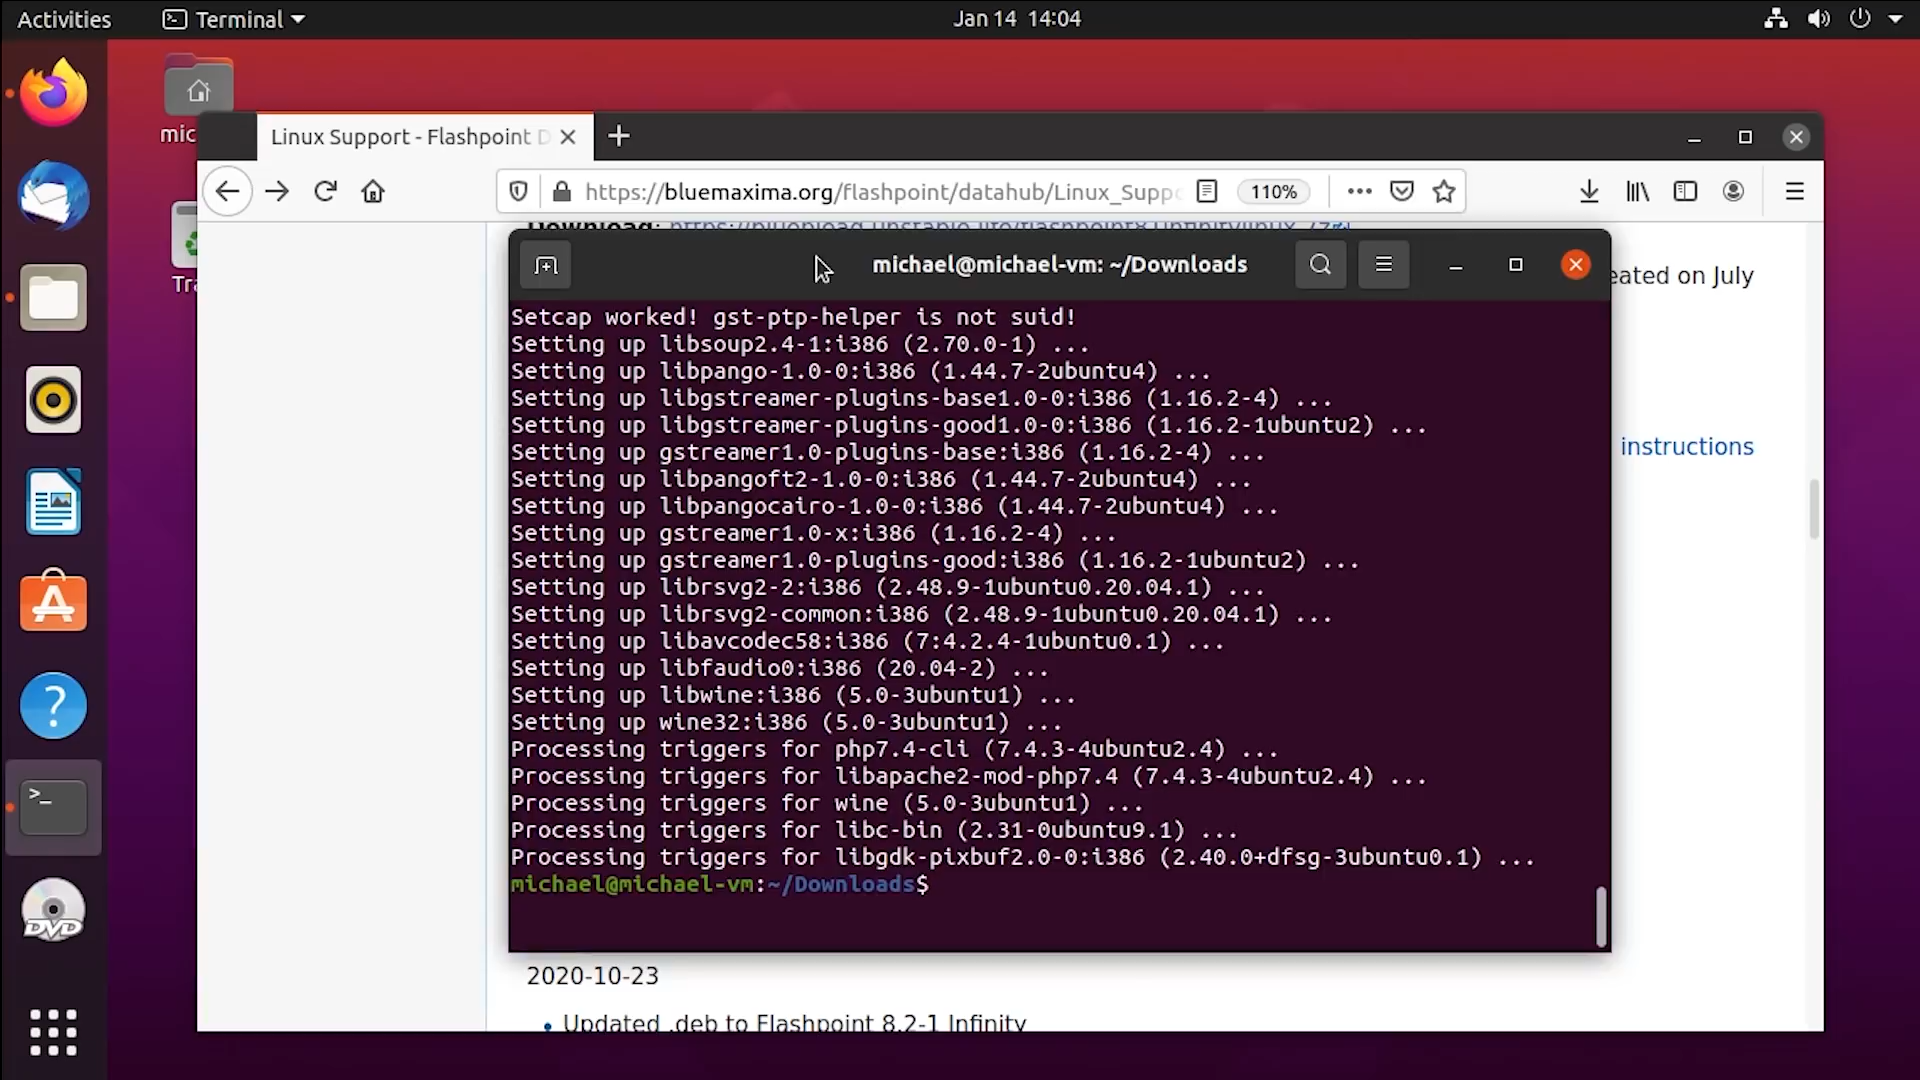 Activities
Terminal
Jan 14 14:04
mic
Linux Support - Flashpoint D
https://bluemaxima.org/flashpoint/datahub/Linux_Suppo
110%
Download: https://bluepload.unstable.life/flashpoint81infinitylinux.7z
michael@michael-vm: ~/Downloads
eated on July
Setcap worked! gst-ptp-helper is not suid!
Setting up libsoup2.4-1:i386 (2.70.0-1) ...
Setting up libpango-1.0-0:i386 (1.44.7-2ubuntu4) ...
Setting up libgstreamer-plugins-base1.0-0:i386 (1.16.2-4) ...
Setting up libgstreamer-plugins-good1.0-0:i386 (1.16.2-1ubuntu2) ...
instructions
Setting up gstreamer1.0-plugins-base:i386 (1.16.2-4) ...
Setting up libpangoft2-1.0-0:i386 (1.44.7-2ubuntu4) ...
Setting up libpangocairo-1.0-0:i386 (1.44.7-2ubuntu4) ...
Setting up gstreamer1.0-x:i386 (1.16.2-4) ...
Setting up gstreamer1.0-plugins-good:i386 (1.16.2-1ubuntu2) ...
Setting up librsvg2-2:i386 (2.48.9-1ubuntu0.20.04.1) ...
Setting up librsvg2-common:i386 (2.48.9-1ubuntu0.20.04.1) ...
Setting up libavcodec58:i386 (7:4.2.4-1ubuntu0.1) ...
Setting up libfaudio0:i386 (20.04-2) ...
Setting up libwine:i386 (5.0-3ubuntu1) ...
Setting up wine32:i386 (5.0-3ubuntu1) ...
Processing triggers for php7.4-cli (7.4.3-4ubuntu2.4) ...
Processing triggers for libapache2-mod-php7.4 (7.4.3-4ubuntu2.4) ...
Processing triggers for wine (5.0-3ubuntu1) ...
Processing triggers for libc-bin (2.31-0ubuntu9.1) ...
Processing triggers for libgdk-pixbuf2.0-0:i386 (2.40.0+dfsg-3ubuntu0.1) ...
michael@michael-vm:~/Downloads$
Tra
DVD
2020-10-23
Updated .deb to Flashpoint 8.2-1 Infinity